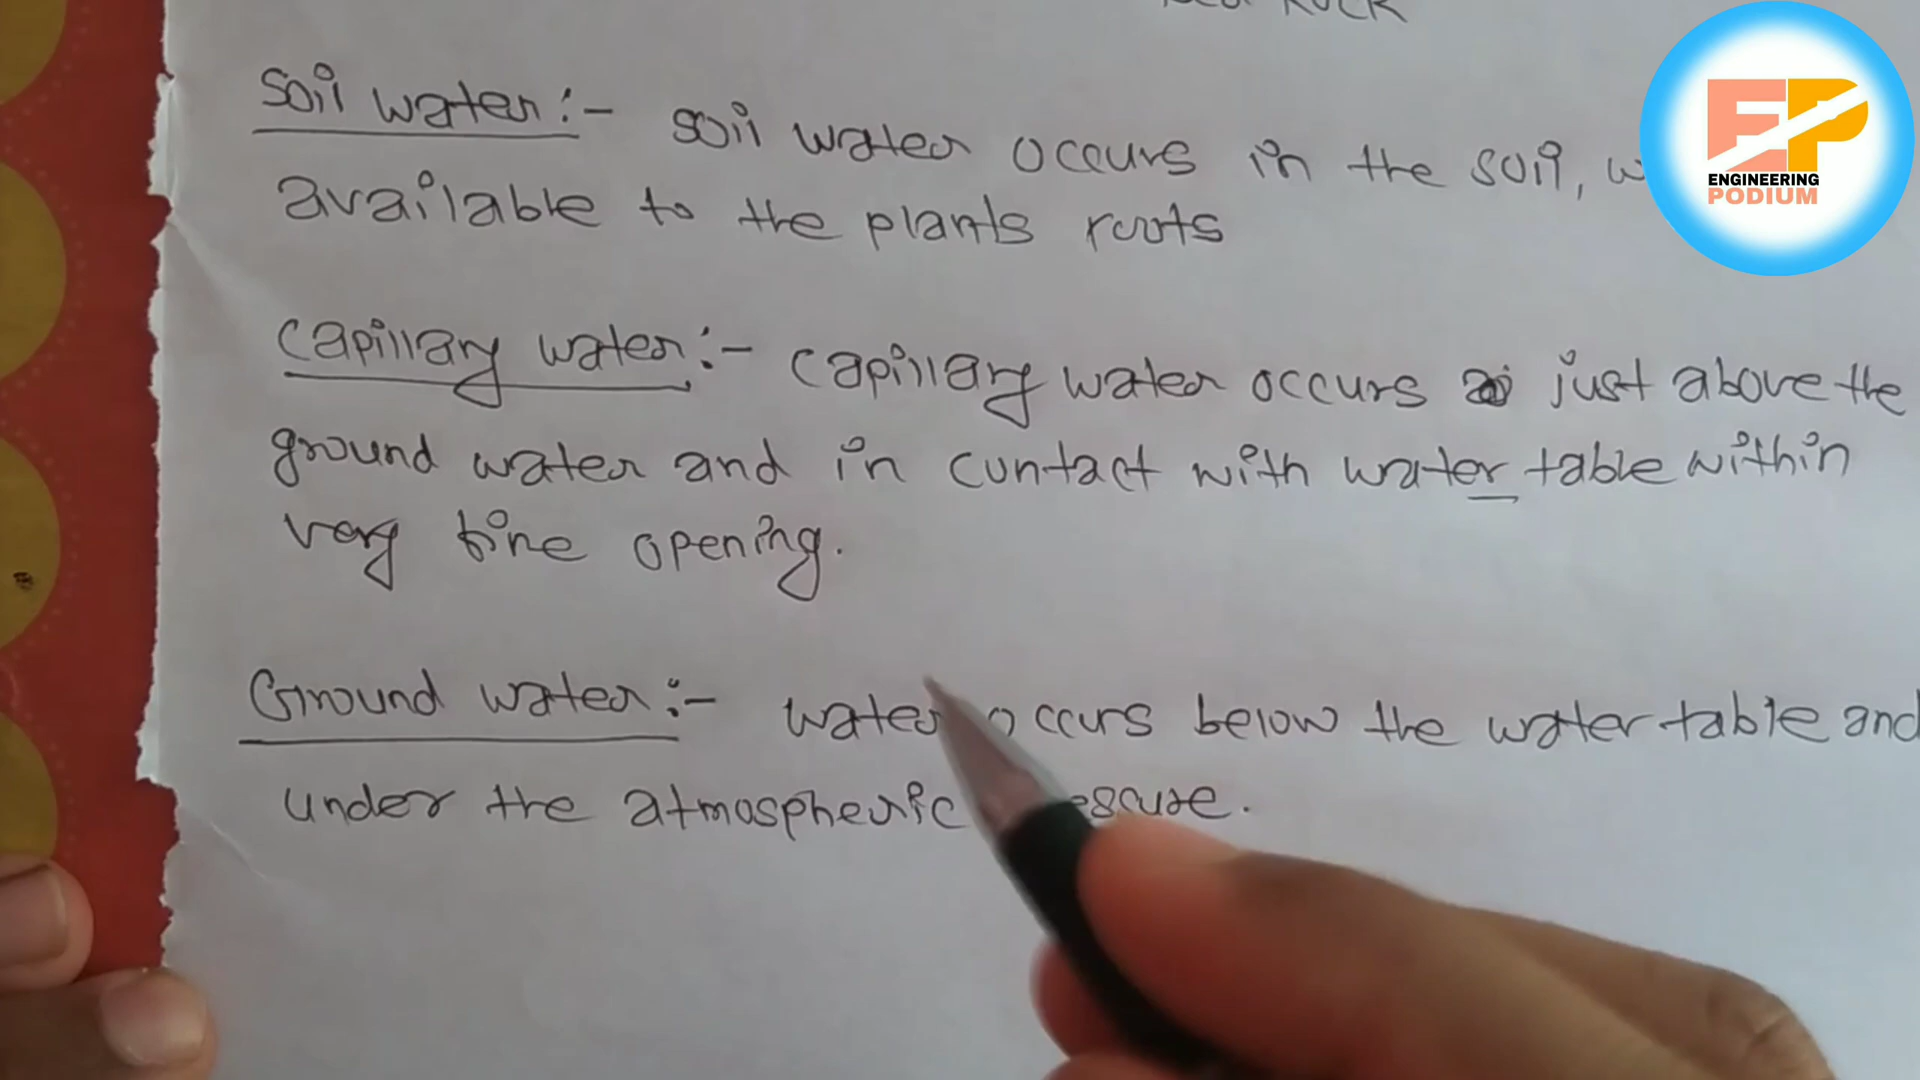 Rock
Soil water:- soil water occurs in the soil,
available to the plants roots
Capillary water:- Capillary water occurs just above the
ground water and in contact with water table within
very fine opening.
Ground water:- water occurs below the water table and
under the atmospheric
EP
ENGINEERING
PODIUM